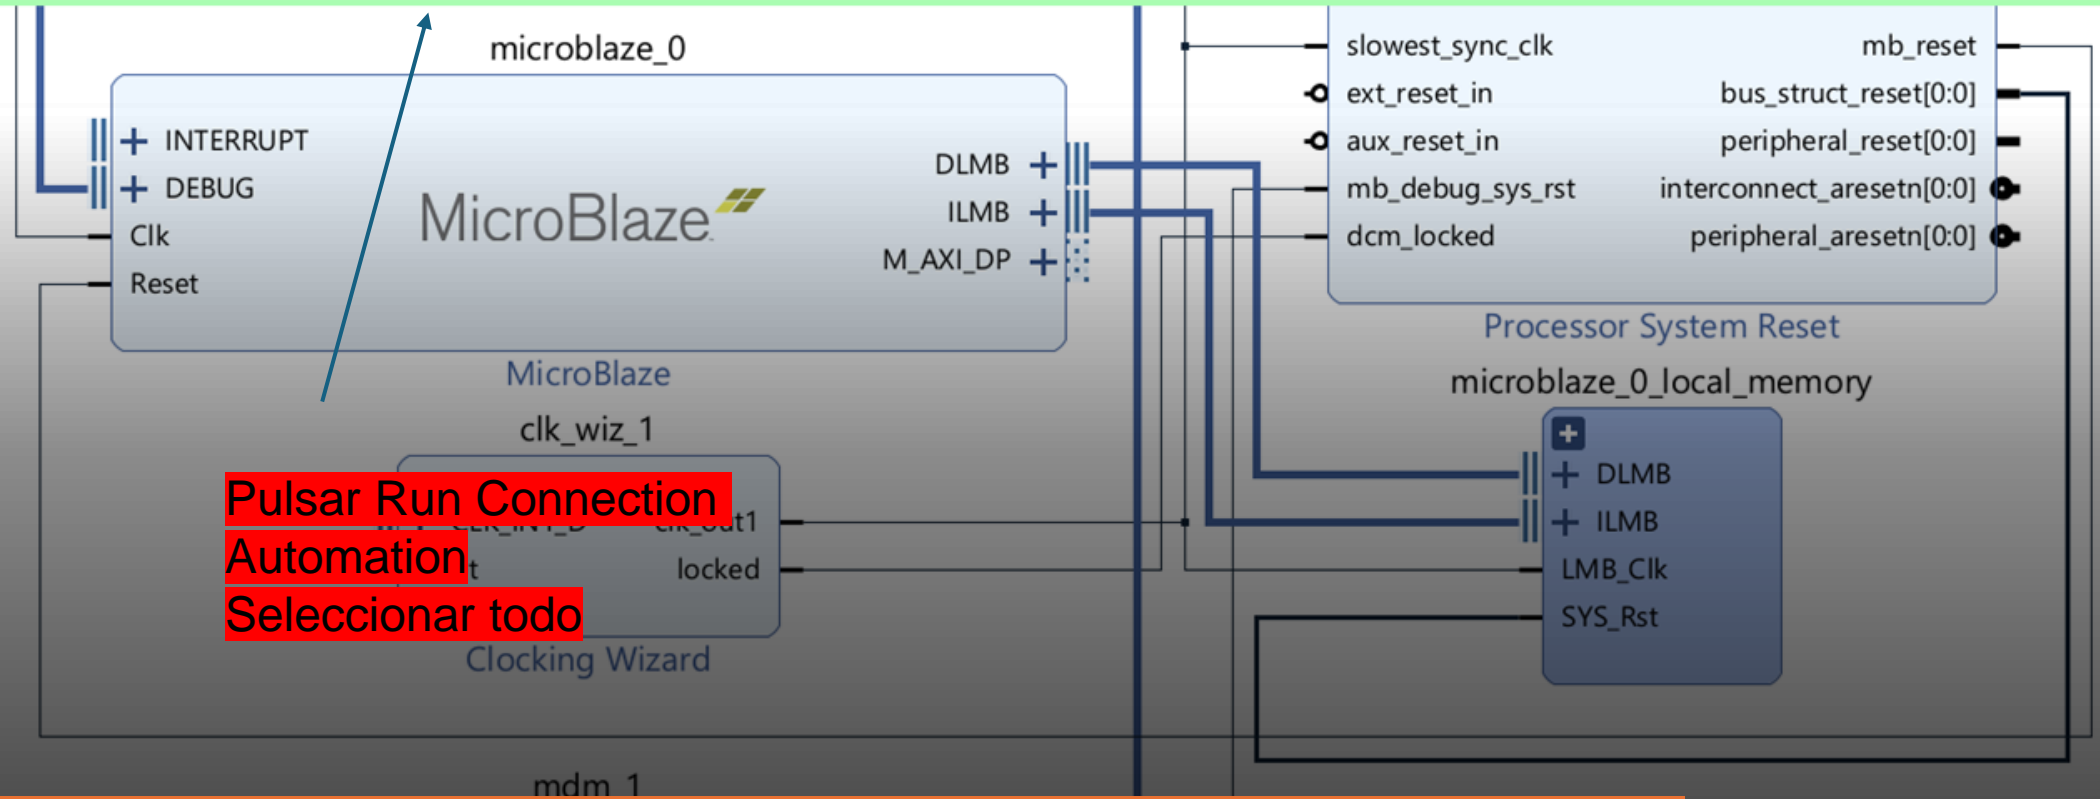 microblaze_0
INTERRUPT
DEBUG
Clk
Reset
MicroBlaze
DLMB
ILMB
M_AXI_DP
MicroBlaze
slowest_sync_clk
ext_reset_in
aux_reset_in
mb_debug_sys_rst
dcm_locked
mb_reset
bus_struct_reset[0:0]
peripheral_reset[0:0]
interconnect_aresetn[0:0]
peripheral_aresetn[0:0]
Processor System Reset
clk_wiz_1
Pulsar Run Connection
Automation
Seleccionar todo
locked
Clocking Wizard
microblaze_0_local_memory
DLMB
ILMB
LMB_Clk
SYS_Rst
mdm_1